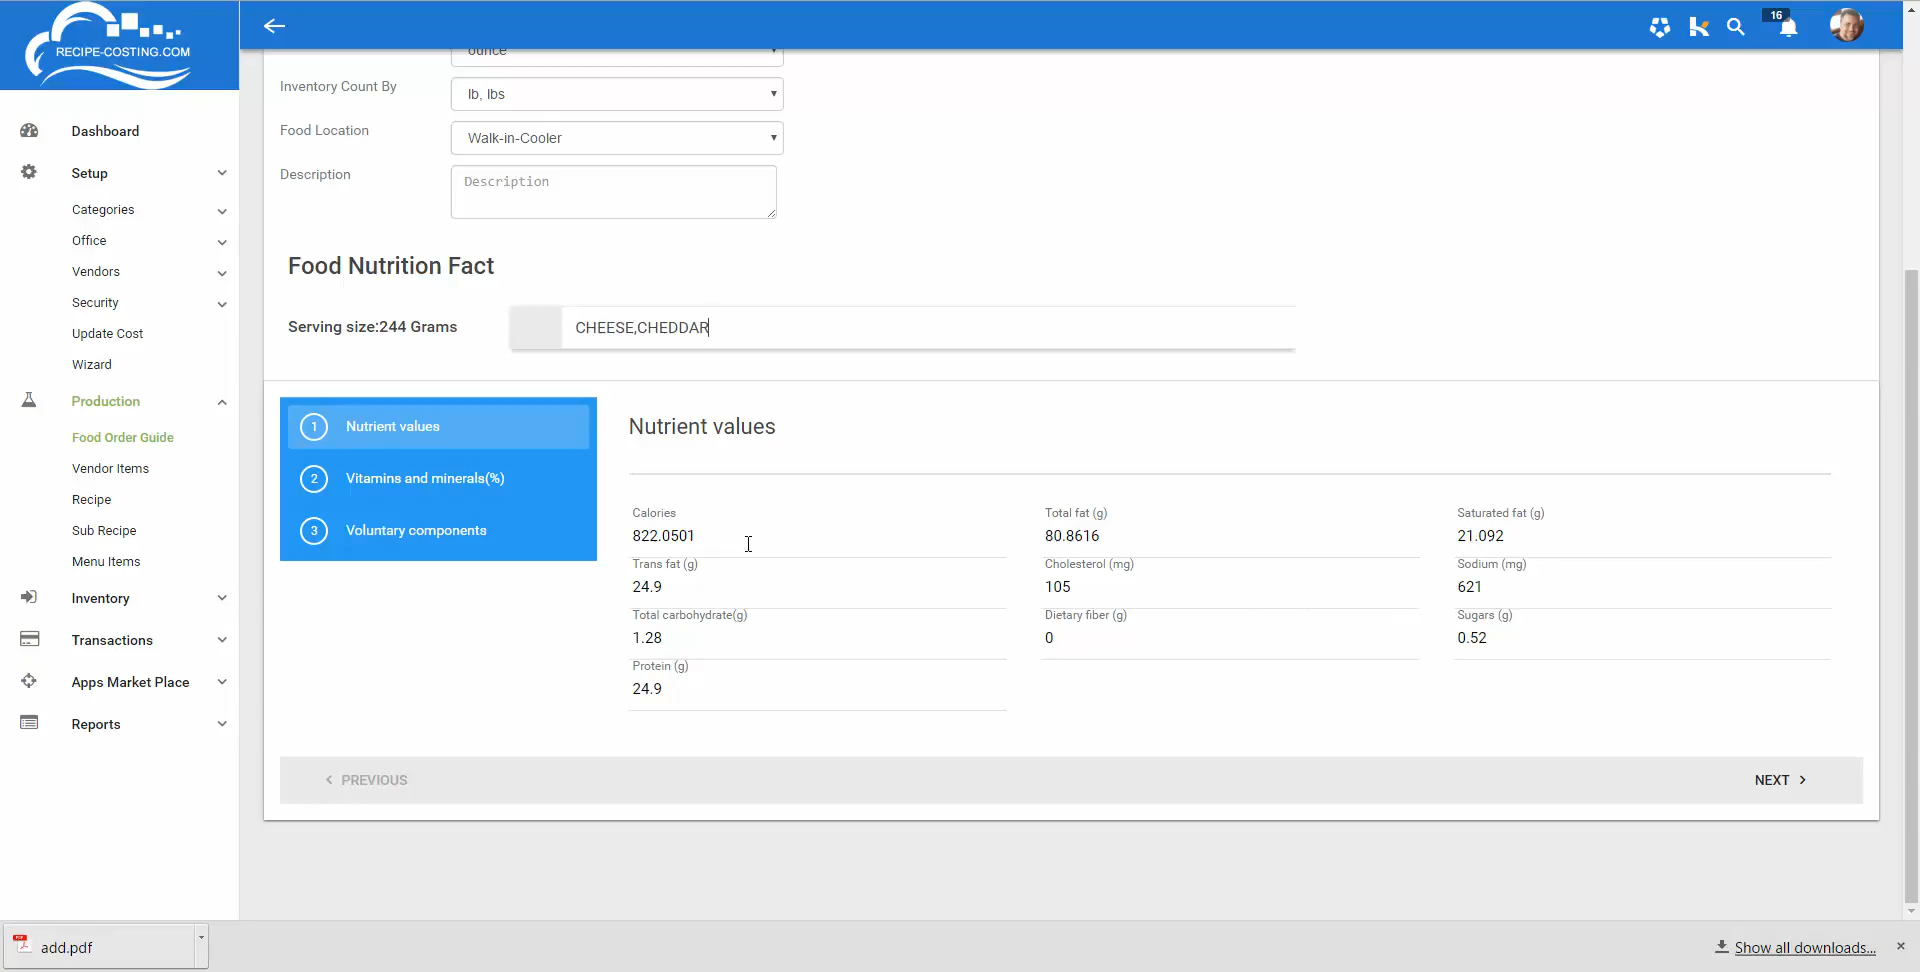 RECIPE-COSTING.COM
16
Dashboard
Setup
Categories
Office
Vendors
Security
Update Cost
Wizard
Production
Food Order Guide
Vendor Items
Recipe
Sub Recipe
Menu Items
Inventory
Transactions
Apps Market Place
Reports
ounce
Inventory Count By
lb, lbs
Food Location
Walk-in-Cooler
Description
Description
Food Nutrition Fact
Serving size:244 Grams
CHEESE,CHEDDAR
1 Nutrient values
2 Vitamins and minerals(%)
3 Voluntary components
Nutrient values
Calories
822.0501
Total fat (g)
80.8616
Saturated fat (g)
21.092
Trans fat (g)
24.9
Cholesterol (mg)
105
Sodium (mg)
621
Total carbohydrate(g)
1.28
Dietary fiber (g)
0
Sugars (g)
0.52
Protein (g)
24.9
PREVIOUS
NEXT
add.pdf
Show all downloads...